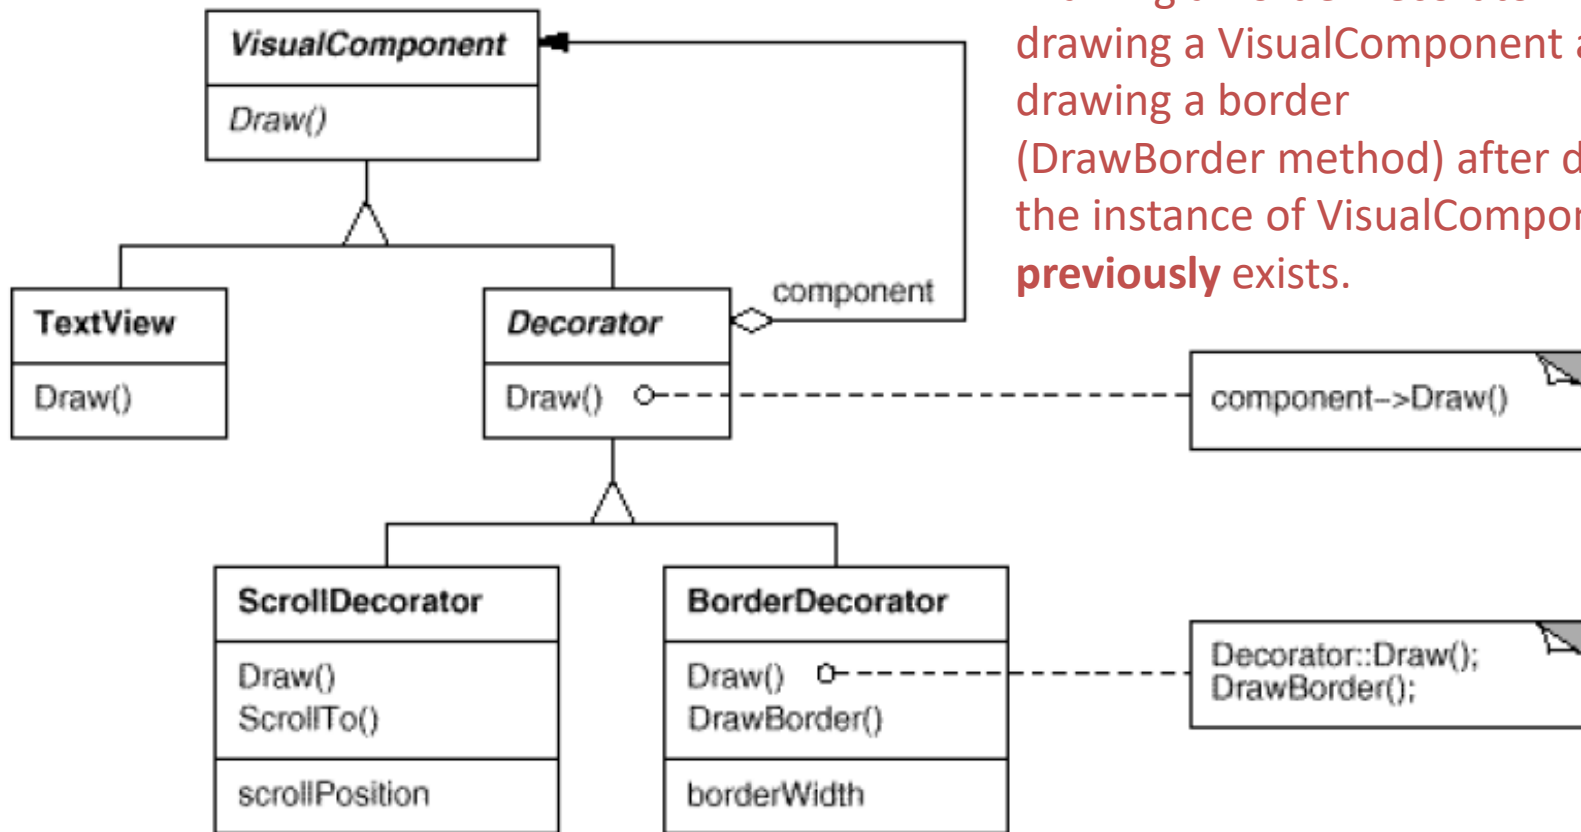 VisualComponent
Draw()
drawing a VisualComponent
drawing a border
(DrawBorder method) after
the instance of
previously exists.
component
TextView
Draw()
Decorator
Draw()
component->Draw()
ScrollDecorator
Draw()
ScrollTo()
scrollPosition
BorderDecorator
Draw()
DrawBorder()
borderWidth
Decorator::Draw();
DrawBorder();